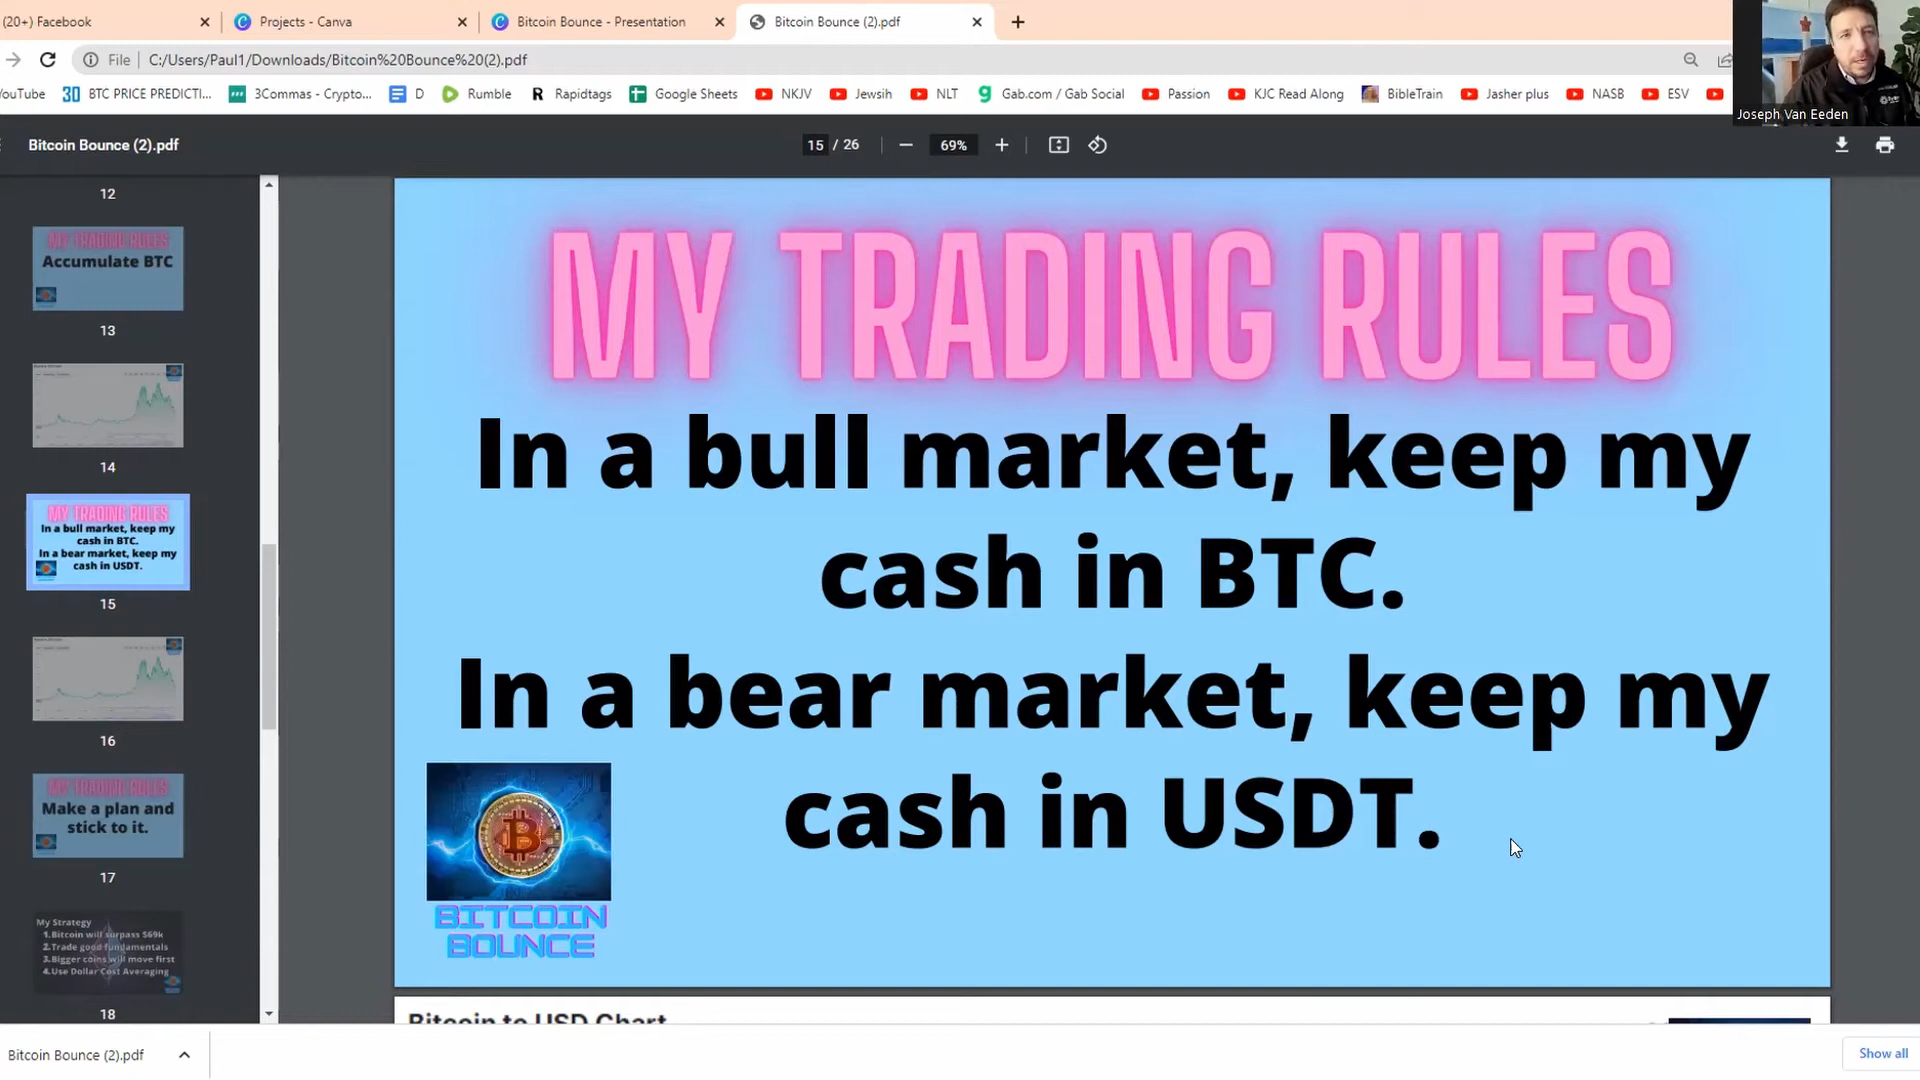 (20+) Facebook
Projects - Canva
Bitcoin Bounce - Presentation
Bitcoin Bounce (2).pdf
File
C:/Users/Paul1/Downloads/Bitcoin%20Bounce%20(2).pdf
YouTube
30 BTC PRICE PREDICTI...
3Commas - Crypto...
D
Rumble
R Rapidtags
Google Sheets
NKJV
Jewsih
NLT
g Gab.com / Gab Social
Passion
KJC Read Along
BibleTrain
Jasher plus
NASB
ESV
Joseph Van Eeden
Bitcoin Bounce (2).pdf
15 / 26
69%
12
MY TRADING RULES
Accumulate BTC
13
14
MY TRADING RULES
In a bull market, keep my
cash in BTC.
In a bear market, keep my
cash in USDT.
15
16
MY TRADING RULES
Make a plan and
stick to it.
17
My Strategy
1.Bitcoin will surpass $69k
2.Trade good fundamentals
3.Bigger coins will move first
4.Use Dollar Cost Averaging
18
MY TRADING RULES
In a bull market, keep my
cash in BTC.
In a bear market, keep my
cash in USDT.
BITCOIN
BOUNCE
Bitcoin to USD Chart
Bitcoin Bounce (2).pdf
Show all